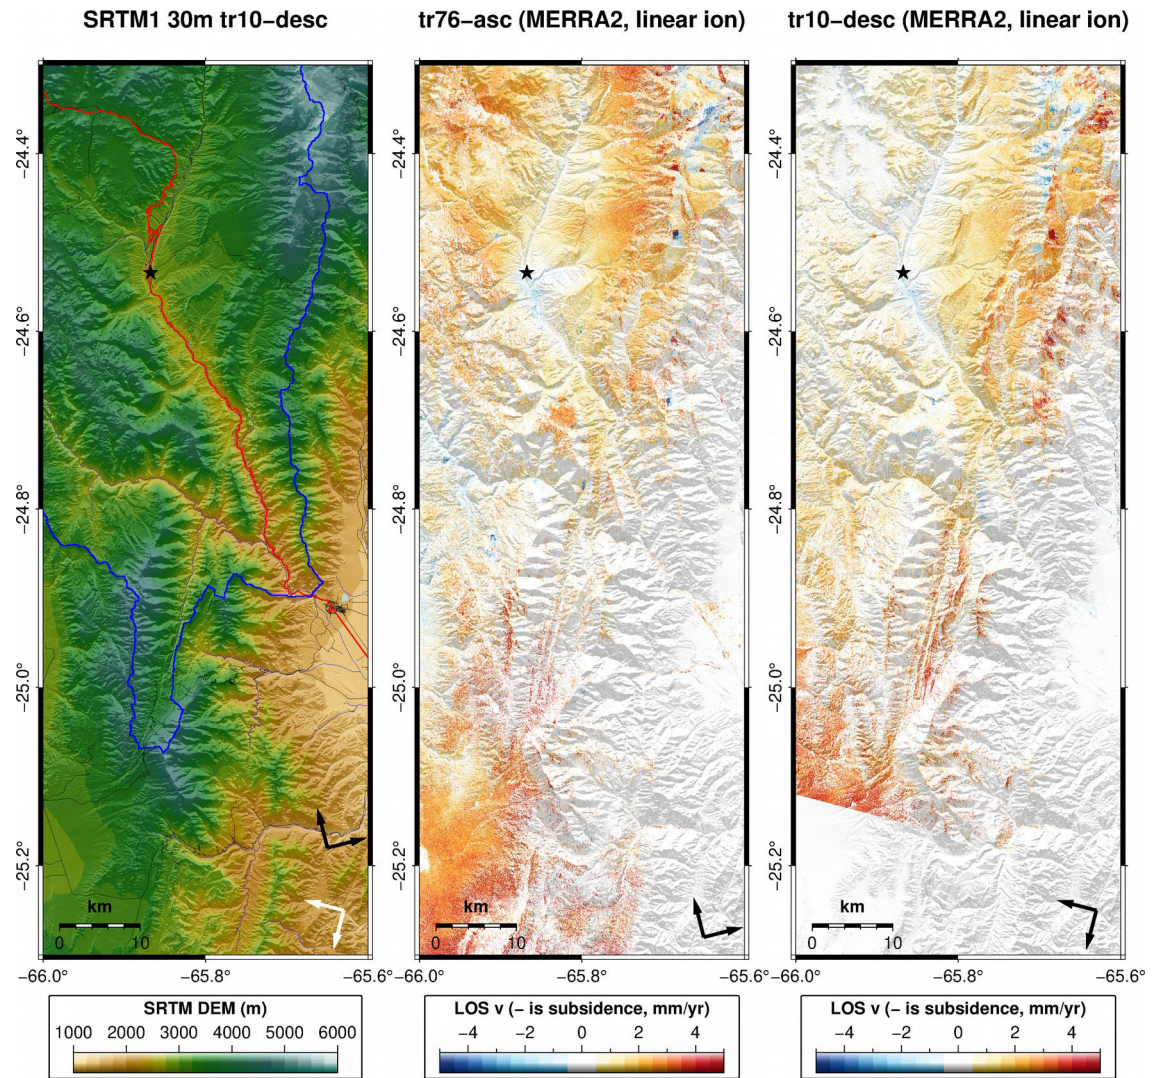 SRTM1 30m tr10−desc
tr76−asc (MERRA2, linear ion)
tr10−desc (MERRA2, linear ion)
−24.4°
−24.6°
−24.8°
−25.0°
−25.2°
km
0 10
−66.0° −65.8° −65.6°
−24.4°
−24.6°
−24.8°
−25.0°
−25.2°
km
0 10
−66.0° −65.8° −65.6°
−24.4°
−24.6°
−24.8°
−25.0°
−25.2°
km
0 10
−66.0° −65.8° −65.6°
SRTM DEM (m)
1000 2000 3000 4000 5000 6000
LOS v (− is subsidence, mm/yr)
−4 −2 0 2 4
LOS v (− is subsidence, mm/yr)
−4 −2 0 2 4